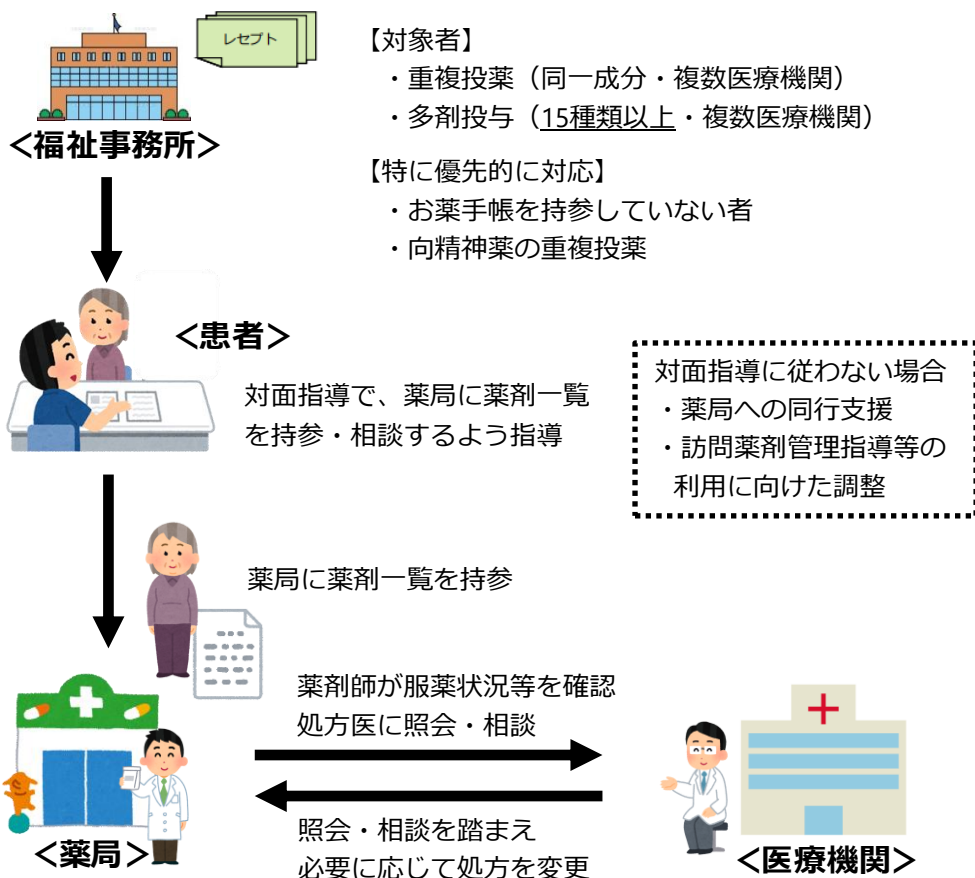 レセプト
<福祉事務所>
【対象者】
・重複投薬（同一成分・複数医療機関）
・多剤投与（15種類以上・複数医療機関）
【特に優先的に対応】
・お薬手帳を持参していない者
・向精神薬の重複投薬
<患者>
対面指導で、薬局に薬剤一覧
を持参・相談するよう指導
対面指導に従わない場合
・薬局への同行支援
・訪問薬剤管理指導等の
利用に向けた調整
薬局に薬剤一覧を持参
薬剤師が服薬状況等を確認
処方医に照会・相談
照会・相談を踏まえ
必要に応じて処方を変更
<薬局>
<医療機関>